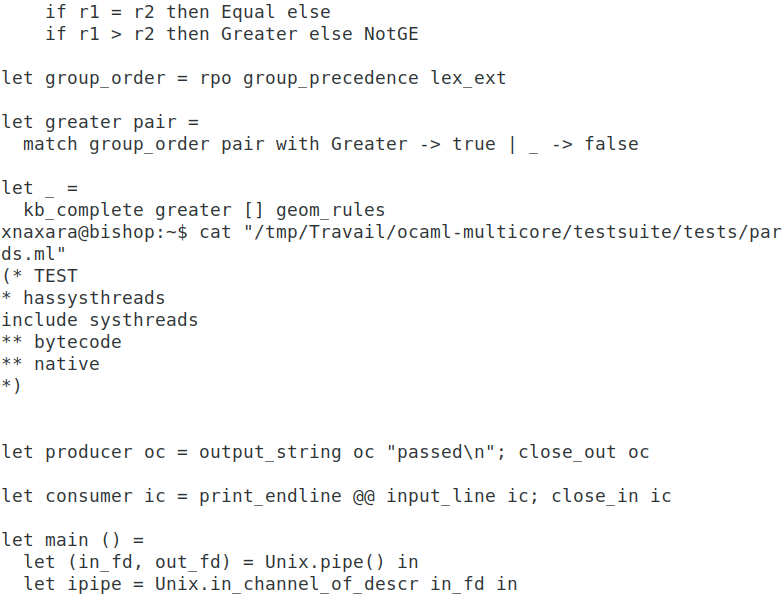 if r1 = r2 then Equal else
    if r1 > r2 then Greater else NotGE

let group_order = rpo group_precedence lex_ext

let greater pair =
  match group_order pair with Greater -> true | _ -> false

let _ =
  kb_complete greater [] geom_rules
xnaxara@bishop:~$ cat "/tmp/Travail/ocaml-multicore/testsuite/tests/par
ds.ml"
(* TEST
* hassysthreads
include systhreads
** bytecode
** native
*)


let producer oc = output_string oc "passed\n"; close_out oc

let consumer ic = print_endline @@ input_line ic; close_in ic

let main () =
  let (in_fd, out_fd) = Unix.pipe() in
  let ipipe = Unix.in_channel_of_descr in_fd in